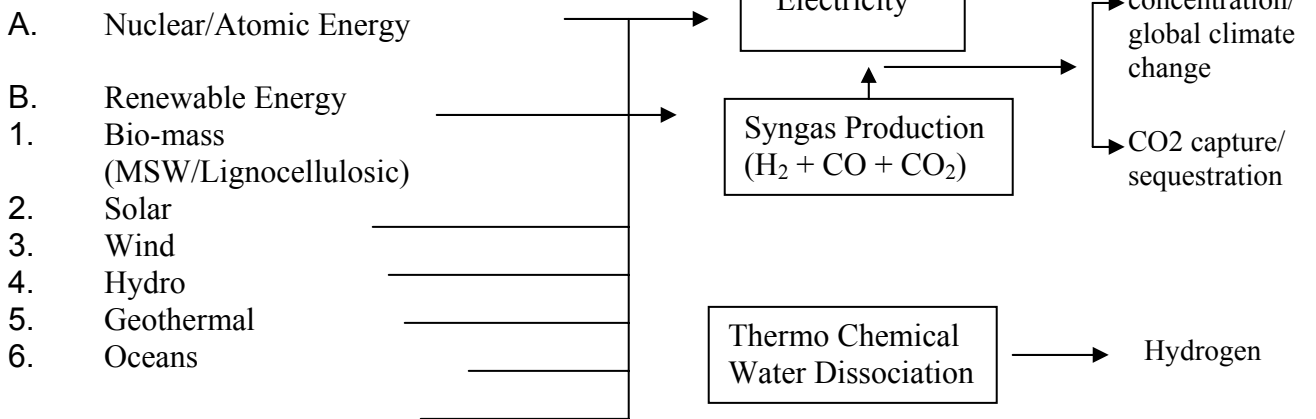 A. Nuclear/Atomic Energy
B. Renewable Energy
1. Bio-mass
(MSW/Lignocellulosic)
2. Solar
3. Wind
4. Hydro
5. Geothermal
6. Oceans
Electricity
Syngas Production
(H₂ + CO + CO₂)
Thermo Chemical
Water Dissociation
concentration/
global climate
change
CO2 capture/
sequestration
Hydrogen